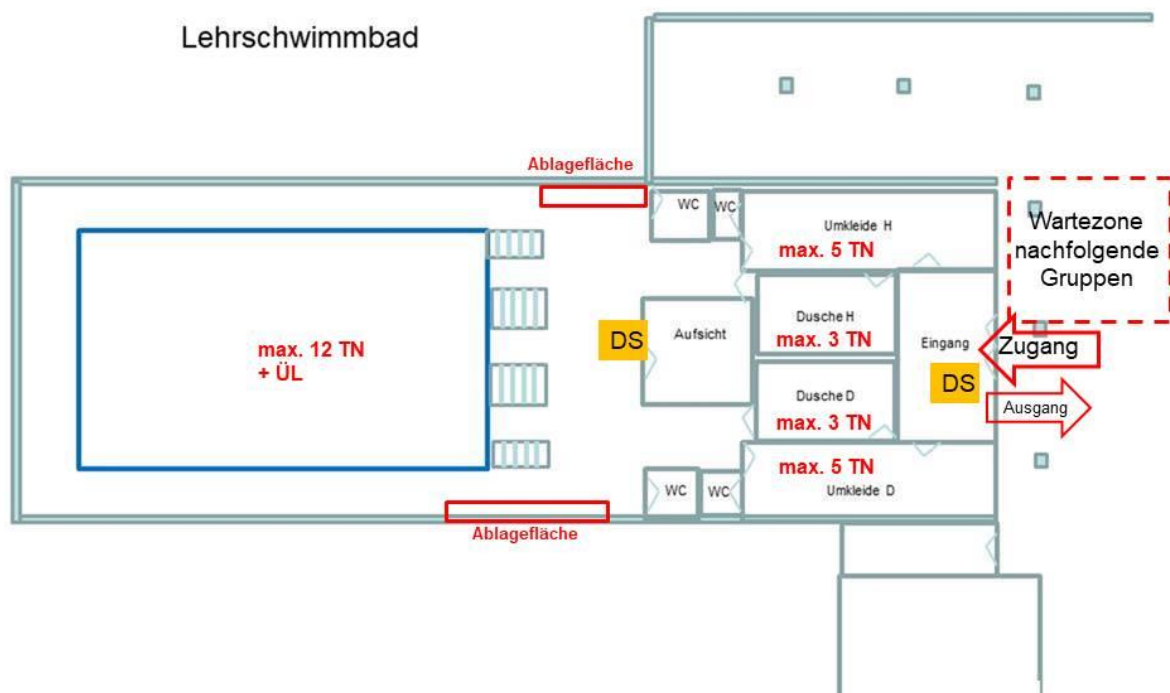 Lehrschwimmbad
Ablagefläche
WC
WC
Umkleide H
max. 5 TN
Wartezone
nachfolgende
Gruppen
Dusche H
max. 3 TN
DS
Aufsicht
Eingang
Zugang
max. 12 TN
+ ÜL
DS
Dusche D
max. 3 TN
Ausgang
max. 5 TN
WC
WC
Umkleide D
Ablagefläche